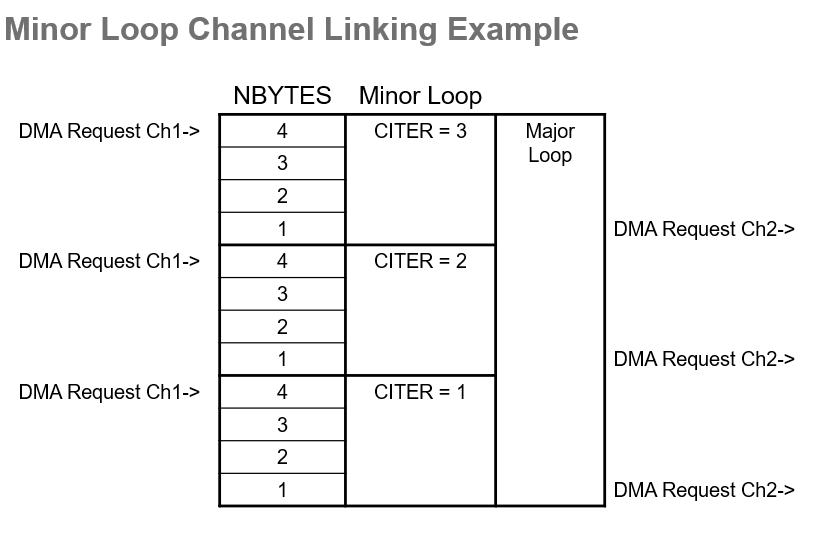 Minor Loop Channel Linking Example
NBYTES Minor Loop
DMA Request Ch1-> 4 CITER = 3 Major
Loop
3
2
1 DMA Request Ch2->
DMA Request Ch1-> 4 CITER = 2
3
2
1 DMA Request Ch2->
DMA Request Ch1-> 4 CITER = 1
3
2
1 DMA Request Ch2->